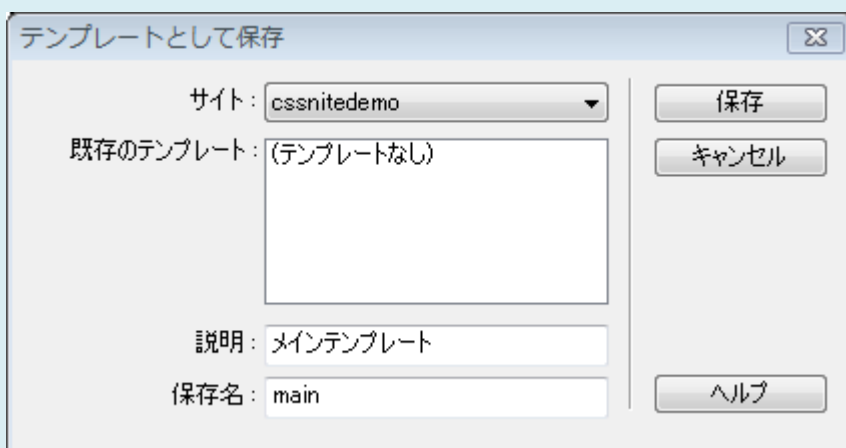 テンプレートとして保存
サイト: cssnitedemo
保存
既存のテンプレート: (テンプレートなし)
キャンセル
説明: メインテンプレート
保存名: main
ヘルプ